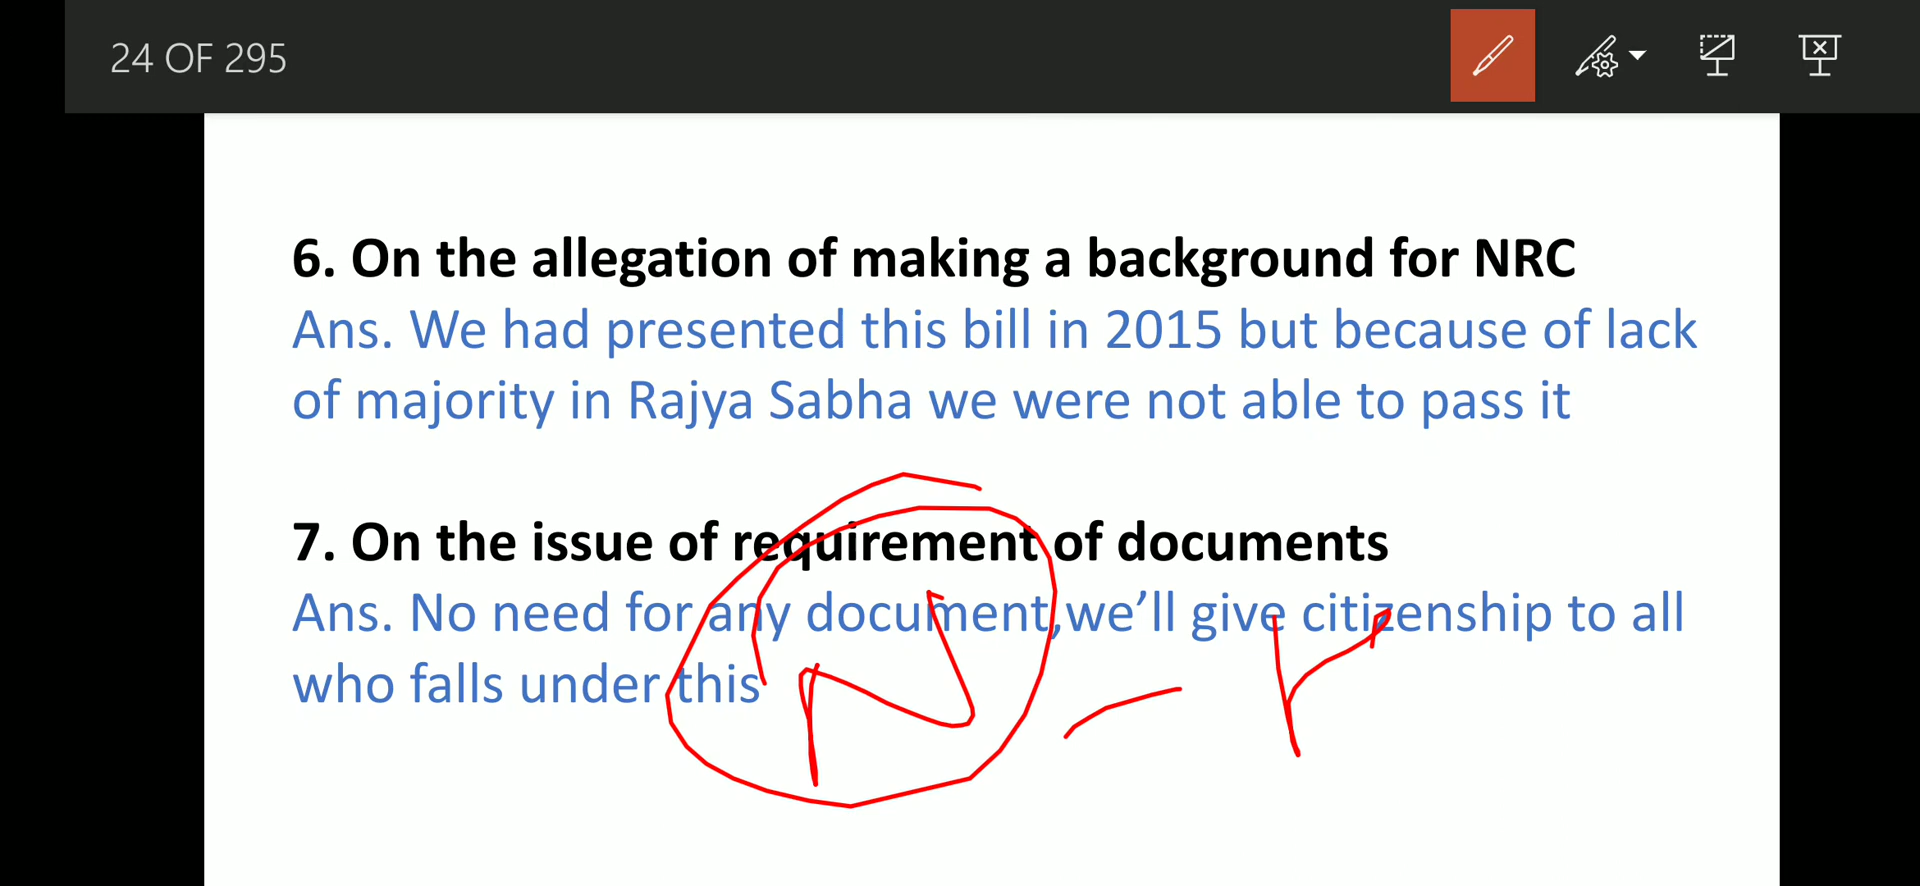 24 OF 295
6. On the allegation of making a background for NRC
Ans. We had presented this bill in 2015 but because of lack
of majority in Rajya Sabha we were not able to pass it
7. On the issue of requirement of documents
Ans. No need for any document,we’ll give citizenship to all
who falls under this
N - r